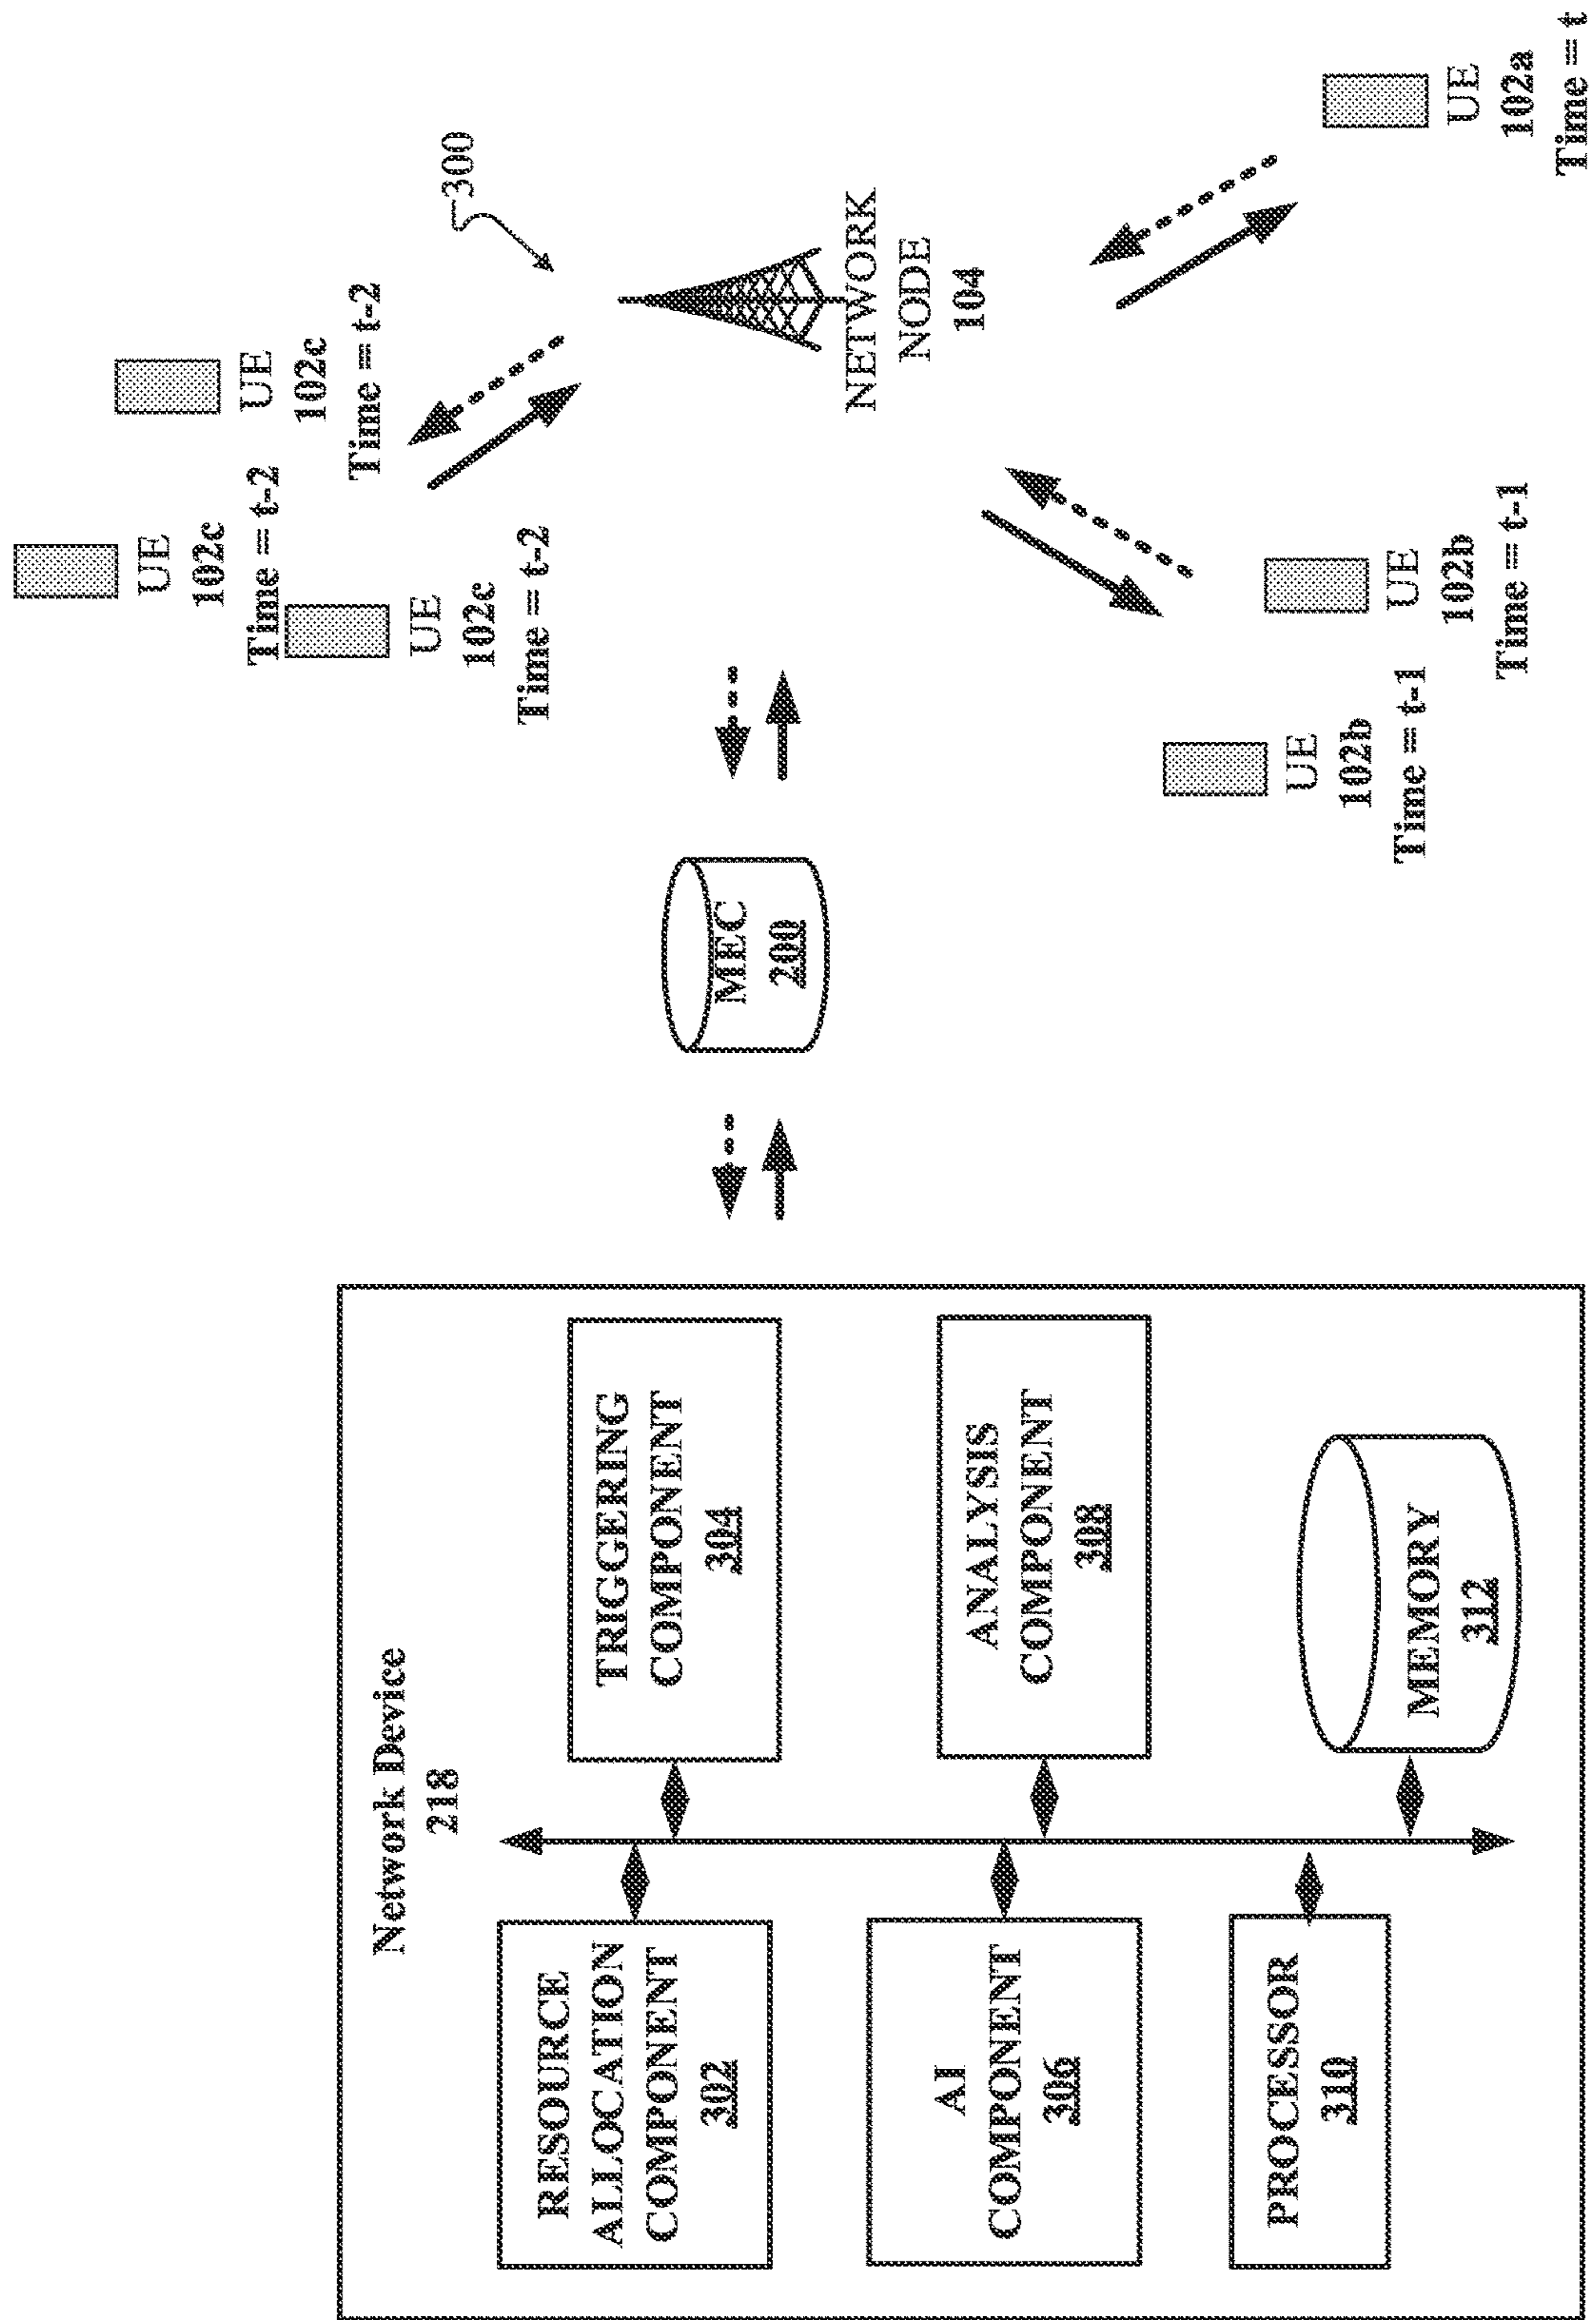 Network Device
218
RESOURCE
ALLOCATION
COMPONENT
302
TRIGGERING
COMPONENT
304
AI
COMPONENT
306
ANALYSIS
COMPONENT
308
PROCESSOR
310
MEMORY
312
MEC
200
UE
102c
Time = t-2
UE
102c
Time = t-2
UE
102c
Time = t-2
300
NETWORK
NODE
104
UE
102b
Time = t-1
UE
102b
Time = t-1
UE
102a
Time = t